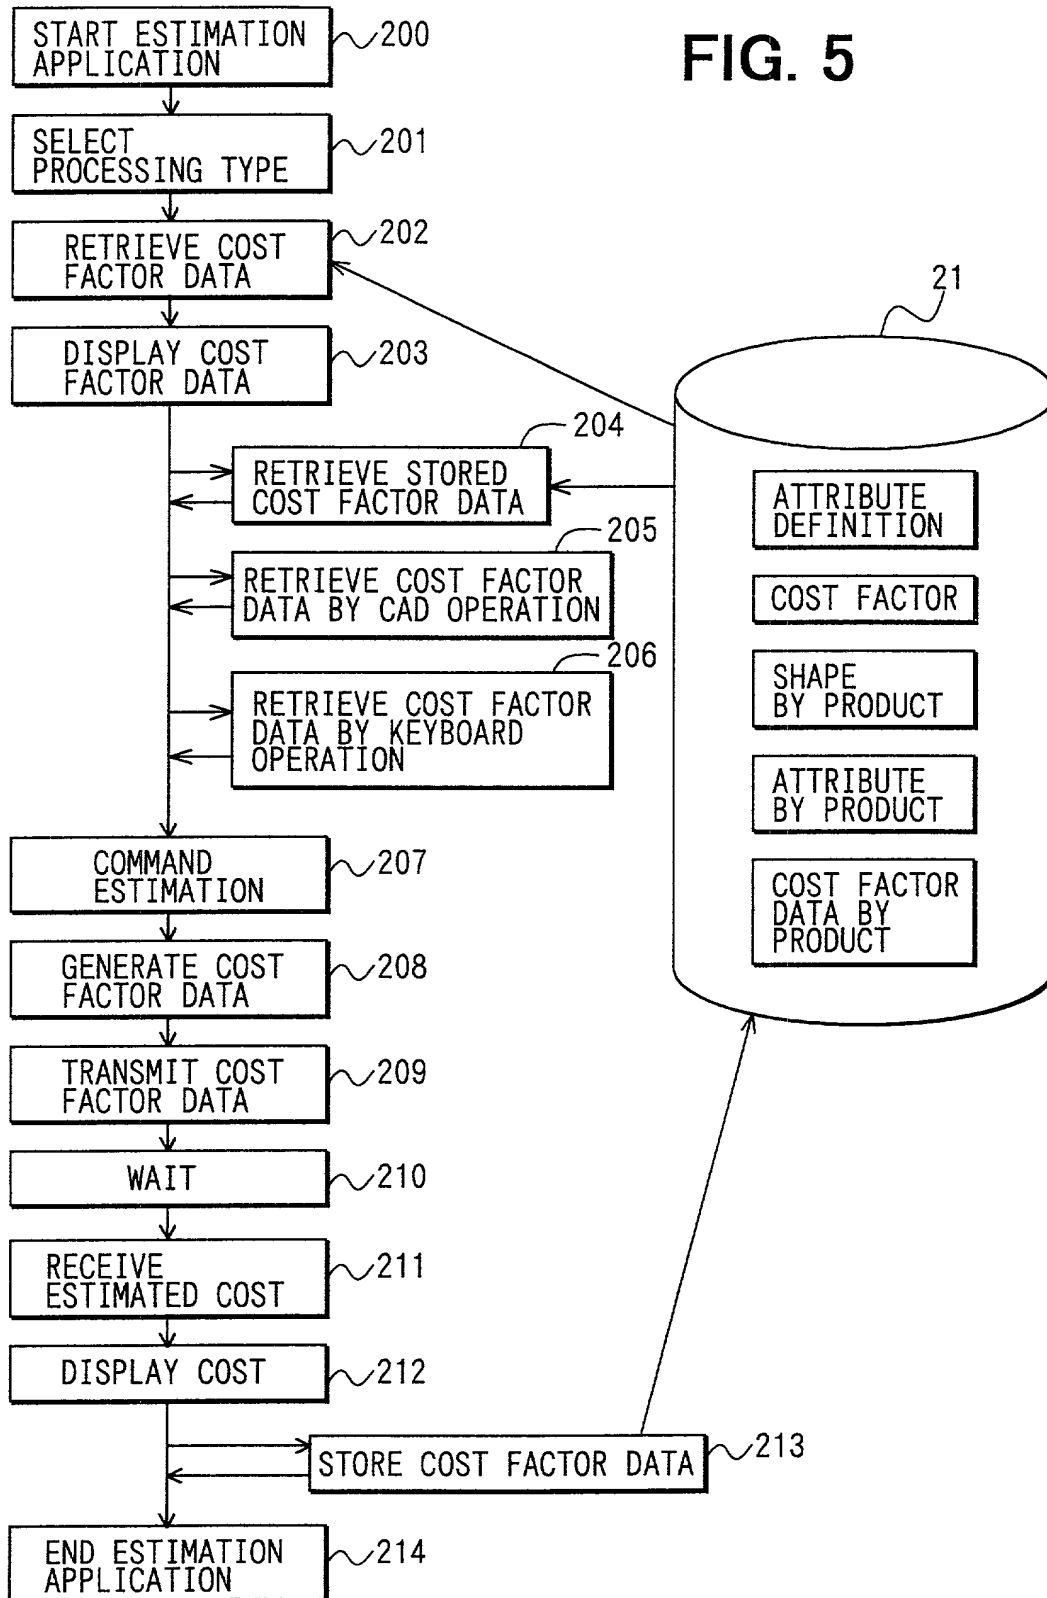 FIG. 5
START ESTIMATION
APPLICATION
200
SELECT
PROCESSING TYPE
201
RETRIEVE COST
FACTOR DATA
202
DISPLAY COST
FACTOR DATA
203
RETRIEVE STORED
COST FACTOR DATA
204
RETRIEVE COST FACTOR
DATA BY CAD OPERATION
205
RETRIEVE COST FACTOR
DATA BY KEYBOARD
OPERATION
206
COMMAND
ESTIMATION
207
GENERATE COST
FACTOR DATA
208
TRANSMIT COST
FACTOR DATA
209
WAIT
210
RECEIVE
ESTIMATED COST
211
DISPLAY COST
212
STORE COST FACTOR DATA
213
END ESTIMATION
APPLICATION
214
21
ATTRIBUTE
DEFINITION
COST FACTOR
SHAPE
BY PRODUCT
ATTRIBUTE
BY PRODUCT
COST FACTOR
DATA BY
PRODUCT